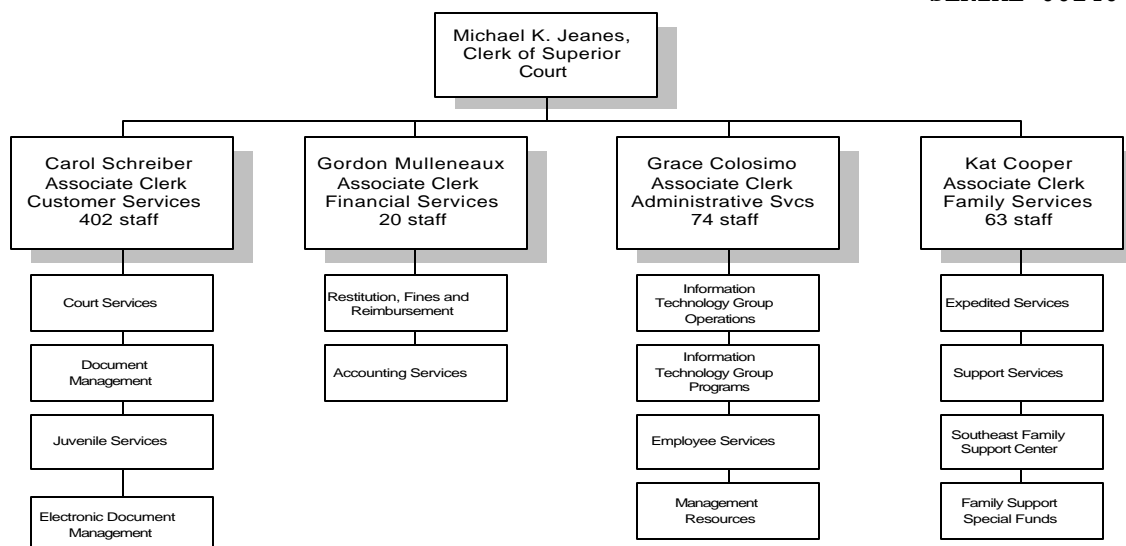 Michael K. Jeanes,
Clerk of Superior
Court
Carol Schreiber
Associate Clerk
Customer Services
402 staff
Gordon Mulleneaux
Associate Clerk
Financial Services
20 staff
Grace Colosimo
Associate Clerk
Administrative Svcs
74 staff
Kat Cooper
Associate Clerk
Family Services
63 staff
Court Services
Document
Management
Juvenile Services
Electronic Document
Management
Restitution, Fines and
Reimbursement
Accounting Services
Information
Technology Group
Operations
Information
Technology Group
Programs
Employee Services
Management
Resources
Expedited Services
Support Services
Southeast Family
Support Center
Family Support
Special Funds